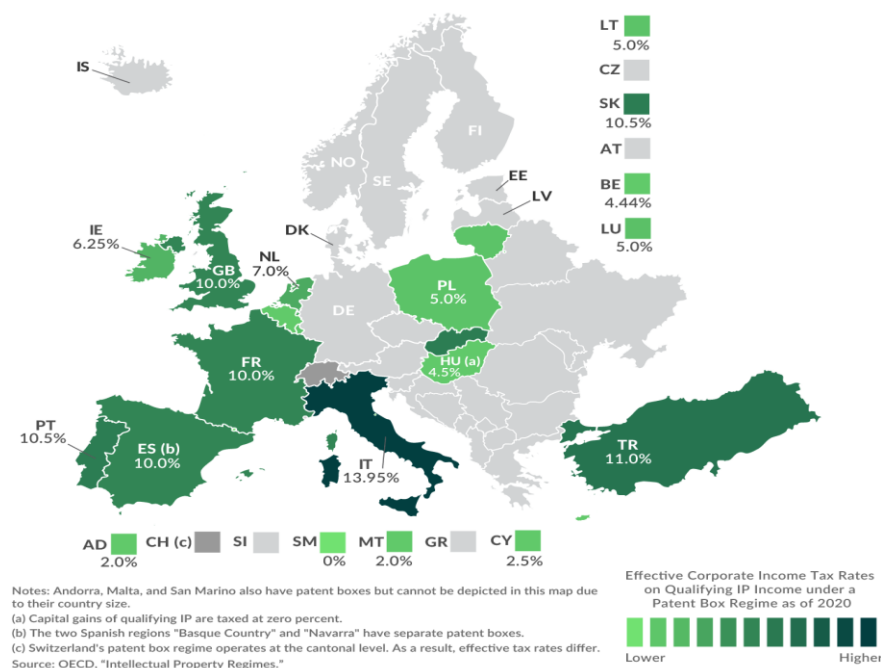 LT
5.0%
CZ
IS
SK
10.5%
AT
FI
NO
SE
EE
BE
4.44%
LV
LU
5.0%
IE
6.25%
DK
NL
7.0%
GB
10.0%
PL
5.0%
DE
FR
10.0%
HU (a)
4.5%
PT
10.5%
ES (b)
10.0%
IT
13.95%
TR
11.0%
AD
2.0%
CH (c)
SI
SM
0%
MT
2.0%
GR
CY
2.5%
Notes: Andorra, Malta, and San Marino also have patent boxes but cannot be depicted in this map due
to their country size.
(a) Capital gains of qualifying IP are taxed at zero percent.
(b) The two Spanish regions "Basque Country" and "Navarra" have separate patent boxes.
(c) Switzerland's patent box regime operates at the cantonal level. As a result, effective tax rates differ.
Source: OECD, "Intellectual Property Regimes."
Effective Corporate Income Tax Rates
on Qualifying IP Income under a
Patent Box Regime as of 2020
Lower
Higher